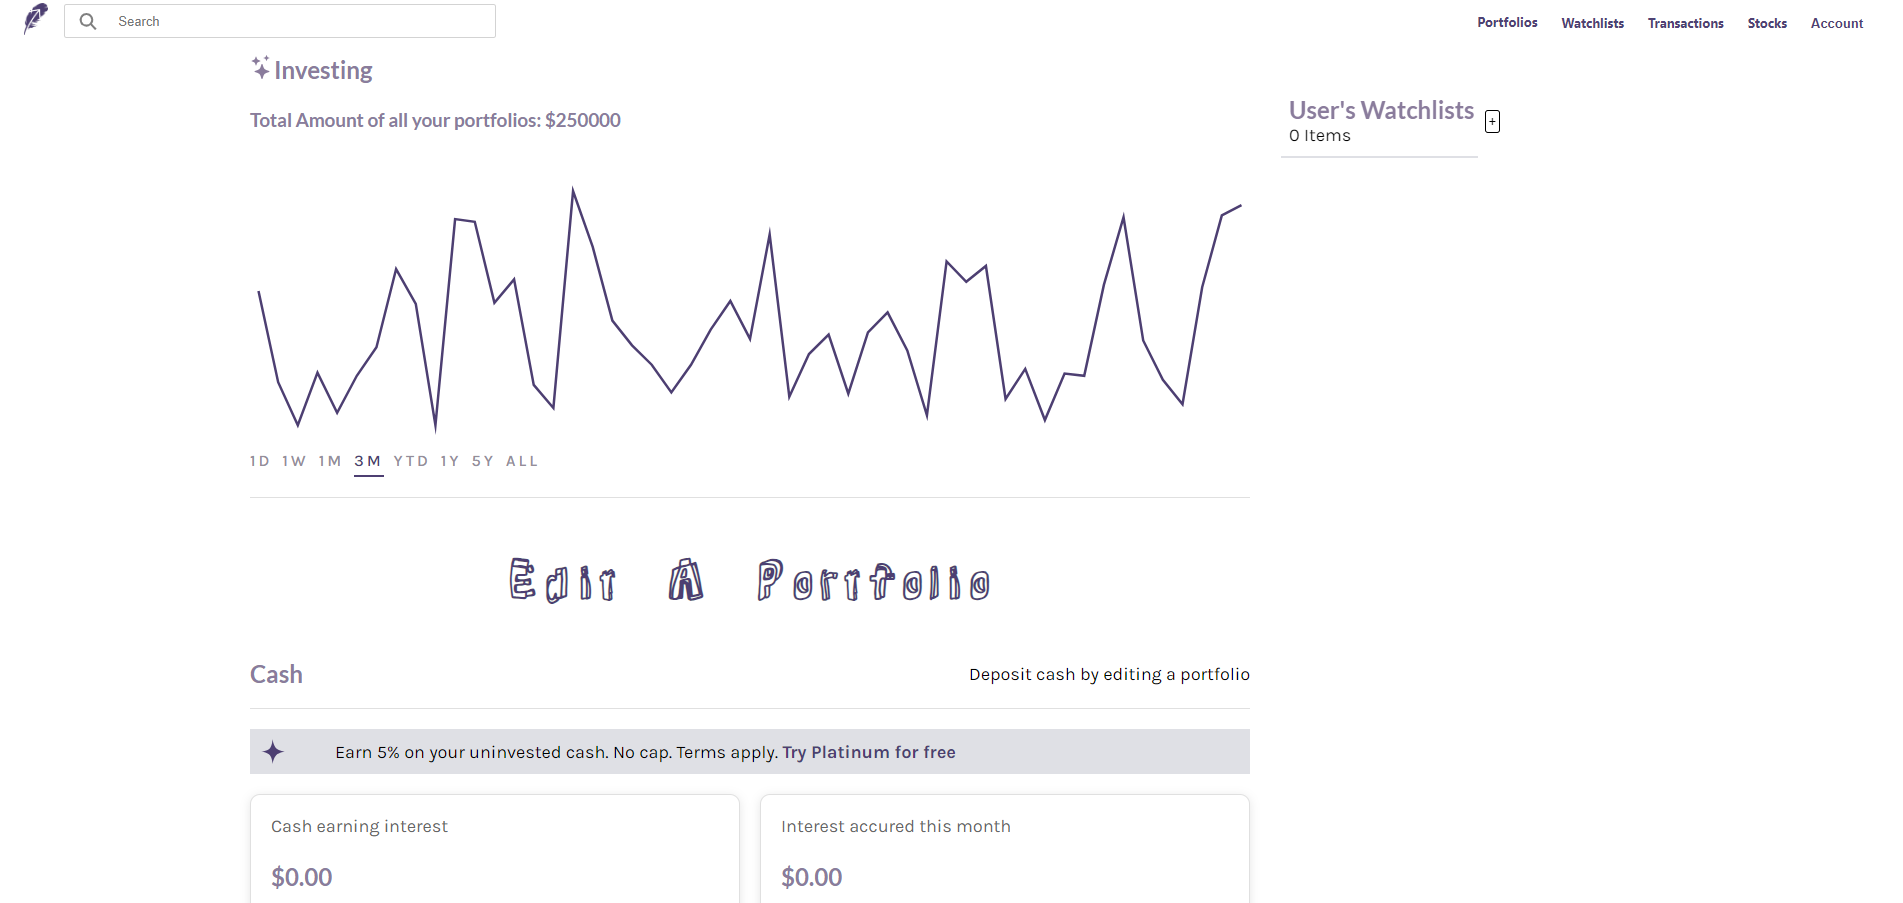 Search
Portfolios Watchlists Transactions Stocks Account
Investing
Total Amount of all your portfolios: $250000
User's Watchlists
+
0 Items
1D 1W 1M 3M YTD 1Y 5Y ALL
Edit A Portfolio
Cash
Deposit cash by editing a portfolio
Earn 5% on your uninvested cash. No cap. Terms apply. Try Platinum for free
Cash earning interest
$0.00
Interest accured this month
$0.00